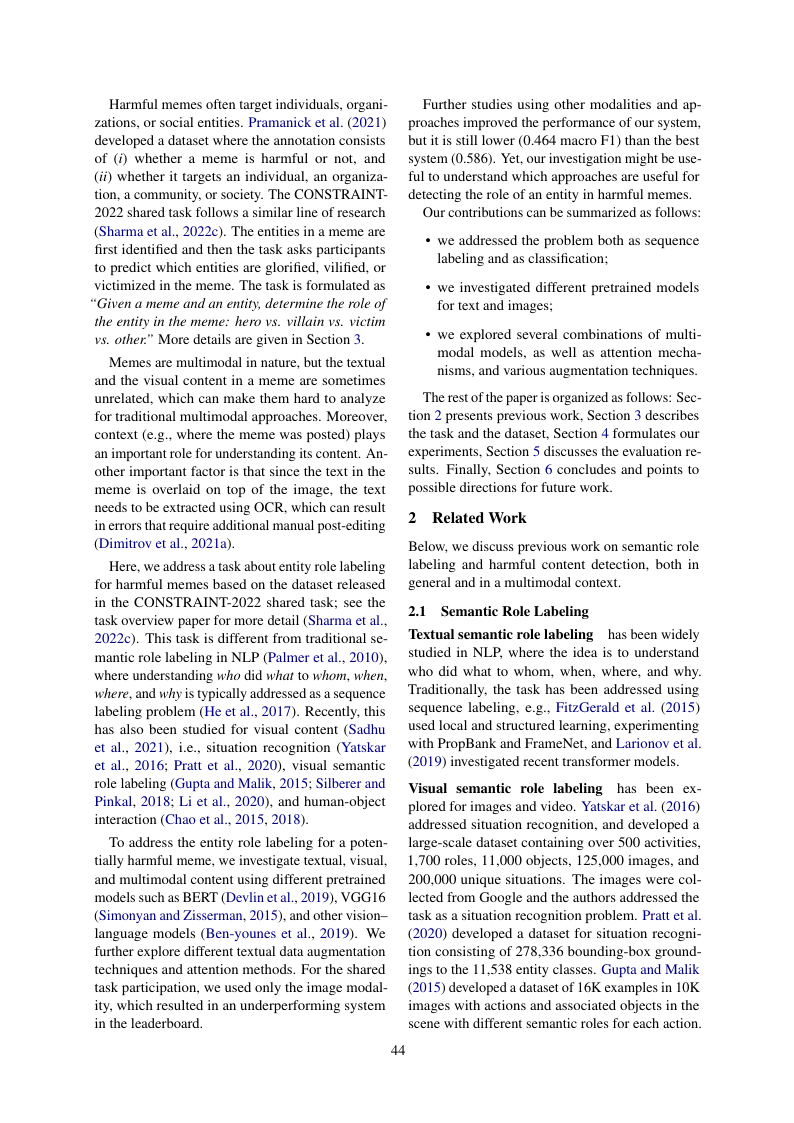 Harmful memes often target individuals, organi-
zations, or social entities. Pramanick et al. (2021)
developed a dataset where the annotation consists
of (i) whether a meme is harmful or not, and
(ii) whether it targets an individual, an organiza-
tion, a community, or society. The CONSTRAINT-
2022 shared task follows a similar line of research
(Sharma et al., 2022c). The entities in a meme are
first identified and then the task asks participants
to predict which entities are glorified, vilified, or
victimized in the meme. The task is formulated as
“Given a meme and an entity, determine the role of
the entity in the meme: hero vs. villain vs. victim
vs. other.” More details are given in Section 3.
Memes are multimodal in nature, but the textual
and the visual content in a meme are sometimes
unrelated, which can make them hard to analyze
for traditional multimodal approaches. Moreover,
context (e.g., where the meme was posted) plays
an important role for understanding its content. An-
other important factor is that since the text in the
meme is overlaid on top of the image, the text
needs to be extracted using OCR, which can result
in errors that require additional manual post-editing
(Dimitrov et al., 2021a).
Here, we address a task about entity role labeling
for harmful memes based on the dataset released
in the CONSTRAINT-2022 shared task; see the
task overview paper for more detail (Sharma et al.,
2022c). This task is different from traditional se-
mantic role labeling in NLP (Palmer et al., 2010),
where understanding who did what to whom, when,
where, and why is typically addressed as a sequence
labeling problem (He et al., 2017). Recently, this
has also been studied for visual content (Sadhu
et al., 2021), i.e., situation recognition (Yatskar
et al., 2016; Pratt et al., 2020), visual semantic
role labeling (Gupta and Malik, 2015; Silberer and
Pinkal, 2018; Li et al., 2020), and human-object
interaction (Chao et al., 2015, 2018).
To address the entity role labeling for a poten-
tially harmful meme, we investigate textual, visual,
and multimodal content using different pretrained
models such as BERT (Devlin et al., 2019), VGG16
(Simonyan and Zisserman, 2015), and other vision–
language models (Ben-younes et al., 2019). We
further explore different textual data augmentation
techniques and attention methods. For the shared
task participation, we used only the image modal-
ity, which resulted in an underperforming system
in the leaderboard.
Further studies using other modalities and ap-
proaches improved the performance of our system,
but it is still lower (0.464 macro F1) than the best
system (0.586). Yet, our investigation might be use-
ful to understand which approaches are useful for
detecting the role of an entity in harmful memes.
Our contributions can be summarized as follows:
• we addressed the problem both as sequence
labeling and as classification;
• we investigated different pretrained models
for text and images;
• we explored several combinations of multi-
modal models, as well as attention mecha-
nisms, and various augmentation techniques.
The rest of the paper is organized as follows: Sec-
tion 2 presents previous work, Section 3 describes
the task and the dataset, Section 4 formulates our
experiments, Section 5 discusses the evaluation re-
sults. Finally, Section 6 concludes and points to
possible directions for future work.
2 Related Work
Below, we discuss previous work on semantic role
labeling and harmful content detection, both in
general and in a multimodal context.
2.1 Semantic Role Labeling
Textual semantic role labeling has been widely
studied in NLP, where the idea is to understand
who did what to whom, when, where, and why.
Traditionally, the task has been addressed using
sequence labeling, e.g., FitzGerald et al. (2015)
used local and structured learning, experimenting
with PropBank and FrameNet, and Larionov et al.
(2019) investigated recent transformer models.
Visual semantic role labeling has been ex-
plored for images and video. Yatskar et al. (2016)
addressed situation recognition, and developed a
large-scale dataset containing over 500 activities,
1,700 roles, 11,000 objects, 125,000 images, and
200,000 unique situations. The images were col-
lected from Google and the authors addressed the
task as a situation recognition problem. Pratt et al.
(2020) developed a dataset for situation recogni-
tion consisting of 278,336 bounding-box ground-
ings to the 11,538 entity classes. Gupta and Malik
(2015) developed a dataset of 16K examples in 10K
images with actions and associated objects in the
scene with different semantic roles for each action.
44